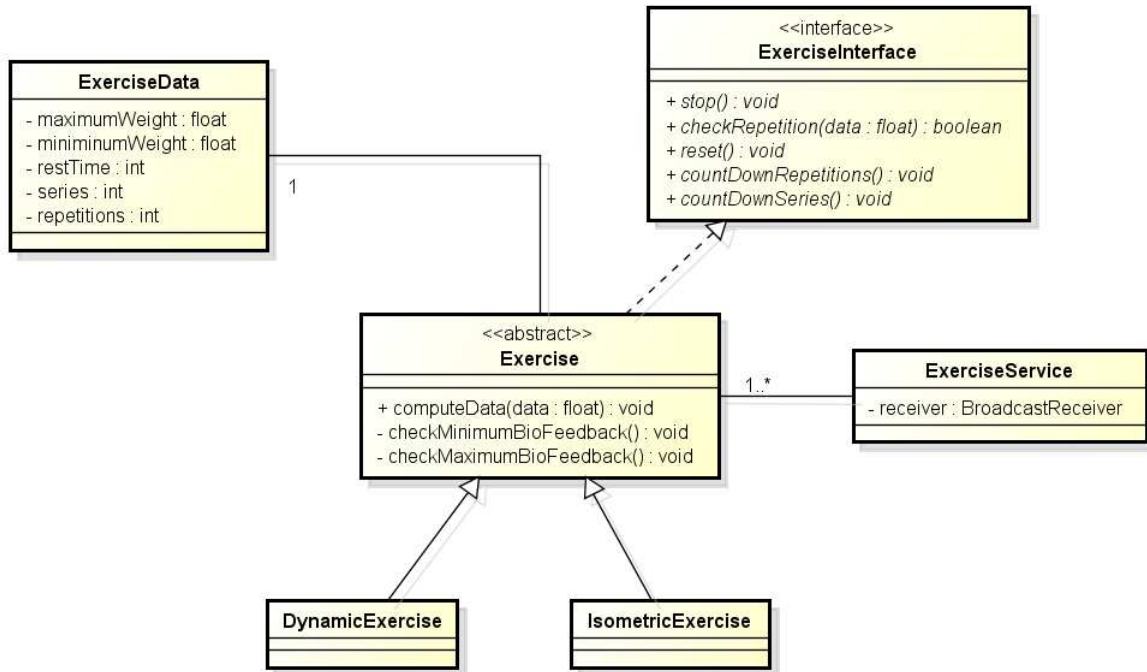 <<interface>>
ExerciseInterface
+ stop() : void
+ checkRepetition(data : float) : boolean
+ reset() : void
+ countDownRepetitions() : void
+ countDownSeries() : void
ExerciseData
- maximumWeight : float
- miniminumWeight : float
- restTime : int
- series : int
- repetitions : int
1
<<abstract>>
Exercise
+ computeData(data : float) : void
- checkMinimumBioFeedback() : void
- checkMaximumBioFeedback() : void
1..*
ExerciseService
- receiver : BroadcastReceiver
DynamicExercise
IsometricExercise